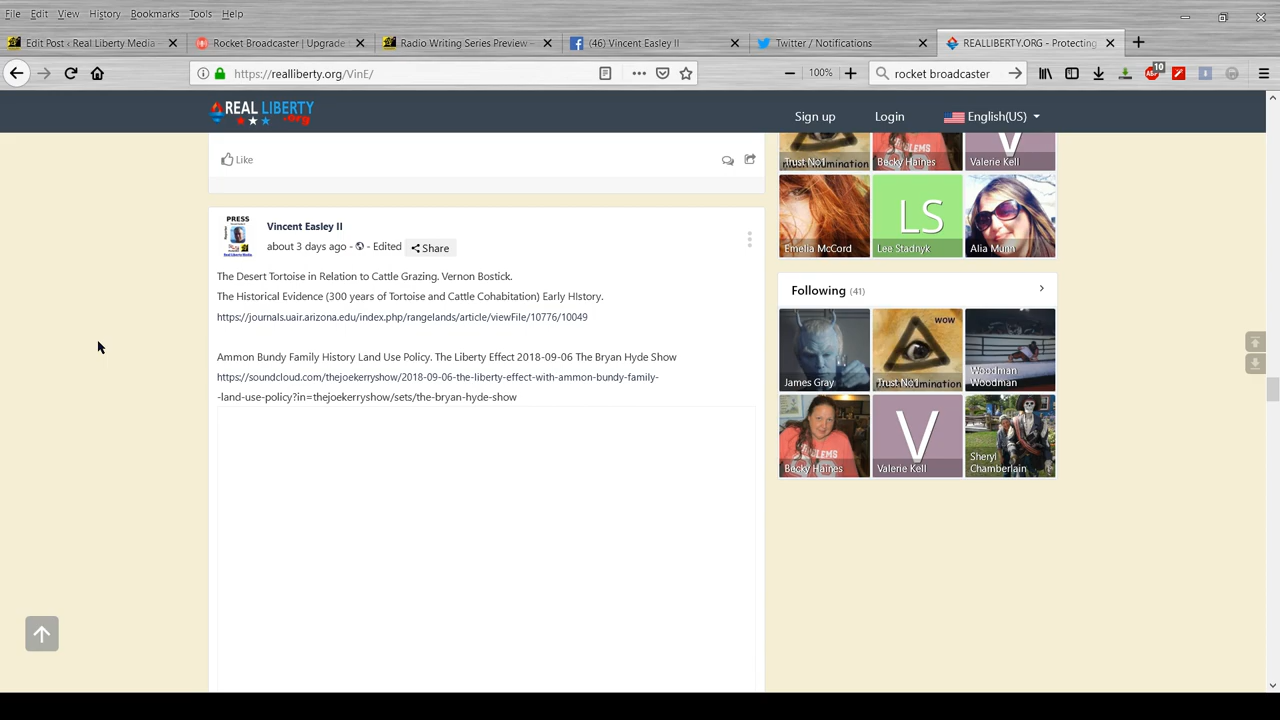 File Edit View History Bookmarks Tools Help
Edit Post ‹ Real Liberty Media —
Rocket Broadcaster | Upgrade
Radio Writing Series Preview –
(46) Vincent Easley II
Twitter / Notifications
REALLIBERTY.ORG - Protecting
https://realliberty.org/VinE/
100%
rocket broadcaster
ABP
10
REAL LIBERTY
.org
Sign up
Login
English(US)
Like
Trust No1
Becky Haines
Valerie Kell
Emelia McCord
LS
Lee Stadnyk
Alia Munn
PRESS
Real Liberty Media
Vincent Easley II
about 3 days ago - - Edited
Share
The Desert Tortoise in Relation to Cattle Grazing. Vernon Bostick.
The Historical Evidence (300 years of Tortoise and Cattle Cohabitation) Early HIstory.
https://journals.uair.arizona.edu/index.php/rangelands/article/viewFile/10776/10049
Ammon Bundy Family History Land Use Policy. The Liberty Effect 2018-09-06 The Bryan Hyde Show
https://soundcloud.com/thejoekerryshow/2018-09-06-the-liberty-effect-with-ammon-bundy-family-
-land-use-policy?in=thejoekerryshow/sets/the-bryan-hyde-show
Following (41)
James Gray
wow
Trust No1
Woodman
Woodman
Becky Haines
V
Valerie Kell
Sheryl
Chamberlain